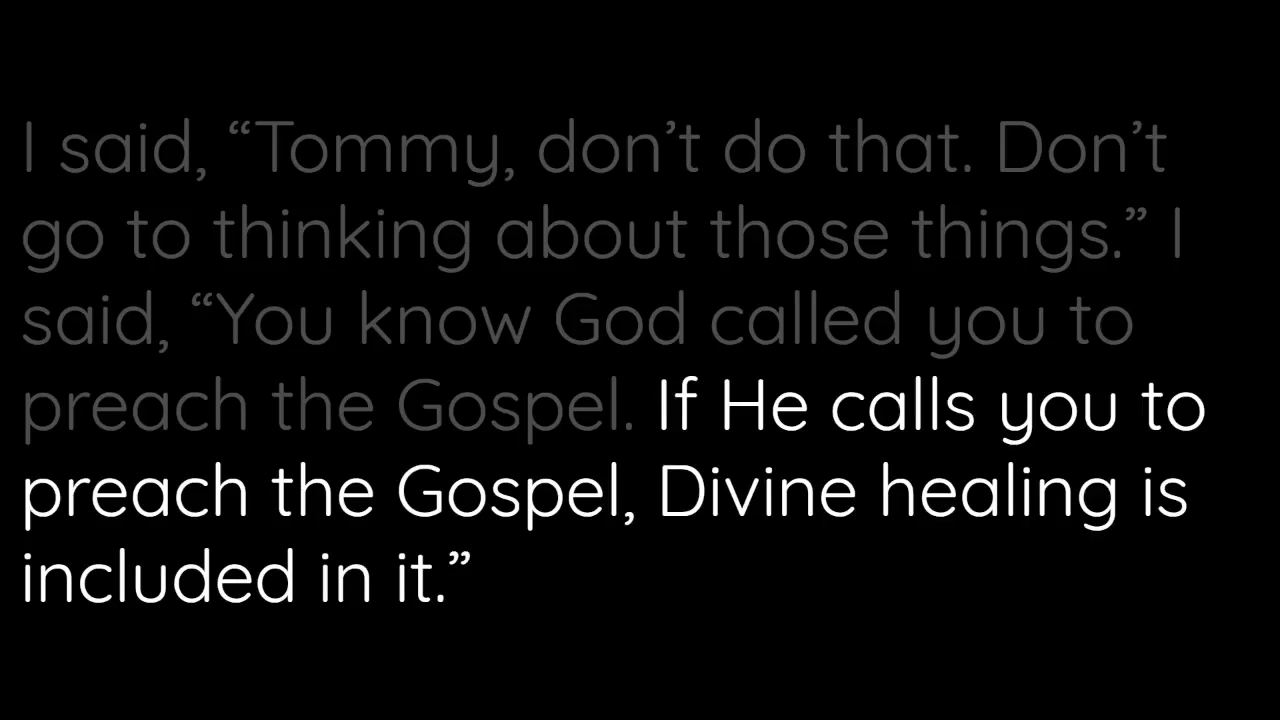 I said, “Tommy, don’t do that. Don’t
go to thinking about those things.” I
said, “You know God called you to
preach the Gospel. If He calls you to
preach the Gospel, Divine healing is
included in it.”